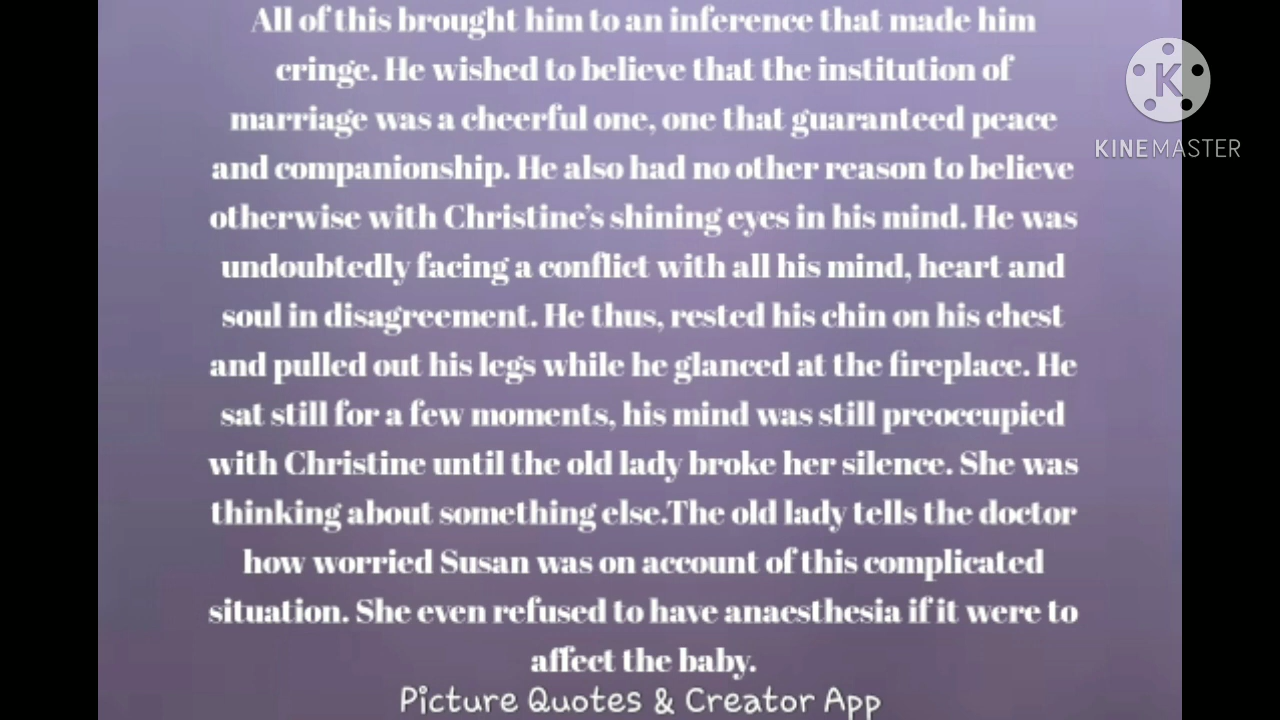 All of this brought him to an inference that made him
cringe. He wished to believe that the institution of
marriage was a cheerful one, one that guaranteed peace
and companionship. He also had no other reason to believe
otherwise with Christine's shining eyes in his mind. He was
undoubtedly facing a conflict with all his mind, heart and
soul in disagreement. He thus, rested his chin on his chest
and pulled out his legs while he glanced at the fireplace. He
sat still for a few moments, his mind was still preoccupied
with Christine until the old lady broke her silence. She was
thinking about something else.The old lady tells the doctor
how worried Susan was on account of this complicated
situation. She even refused to have anaesthesia if it were to
affect the baby.
Picture Quotes & Creator App
K
KINEMASTER